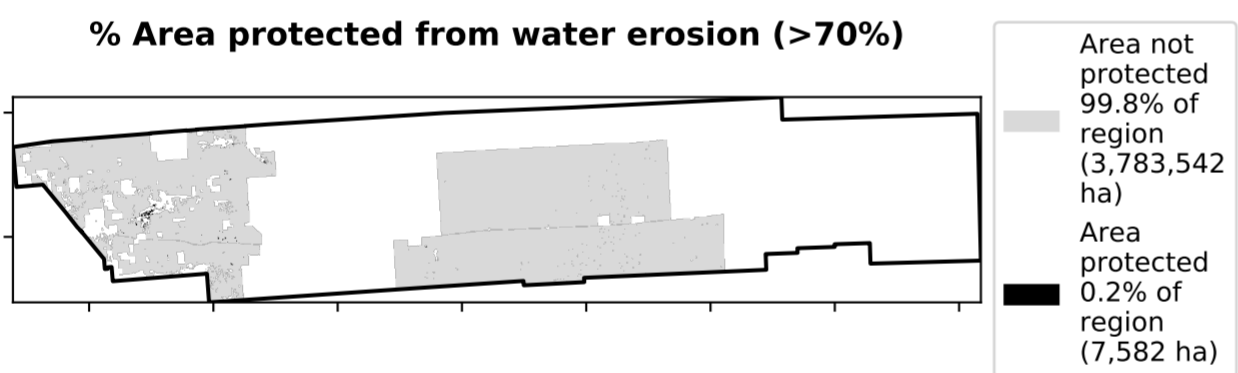 % Area protected from water erosion (>70%)
Area not
protected
99.8% of
region
(3,783,542
ha)
Area
protected
0.2% of
region
(7,582 ha)